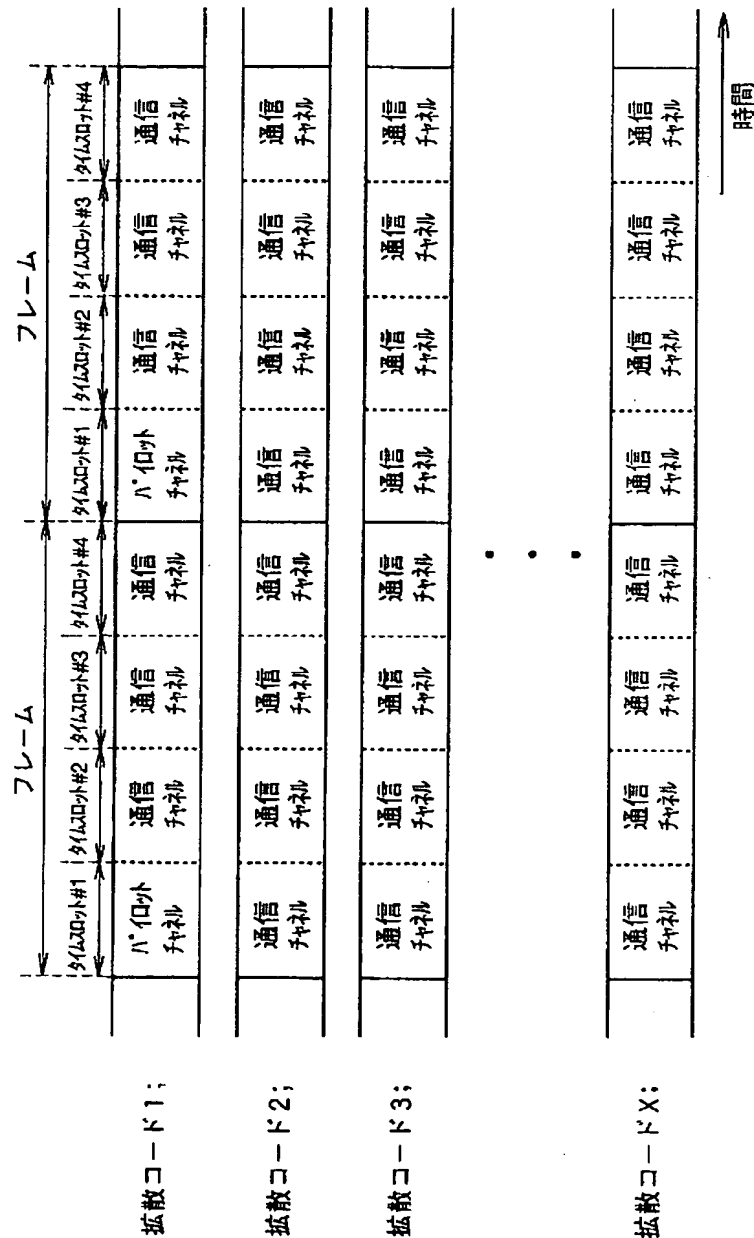 フレーム フレーム
タイムスロット#1 タイムスロット#2 タイムスロット#3 タイムスロット#4 タイムスロット#1 タイムスロット#2 タイムスロット#3 タイムスロット#4
拡散コード1; パイロット 通信 通信 通信 パイロット 通信 通信 通信
チャネル チャネル チャネル チャネル チャネル チャネル チャネル チャネル
拡散コード2; 通信 通信 通信 通信 通信 通信 通信 通信
チャネル チャネル チャネル チャネル チャネル チャネル チャネル チャネル
拡散コード3; 通信 通信 通信 通信 通信 通信 通信 通信
チャネル チャネル チャネル チャネル チャネル チャネル チャネル チャネル
・・・
拡散コードX; 通信 通信 通信 通信 通信 通信 通信 通信
チャネル チャネル チャネル チャネル チャネル チャネル チャネル チャネル
時間